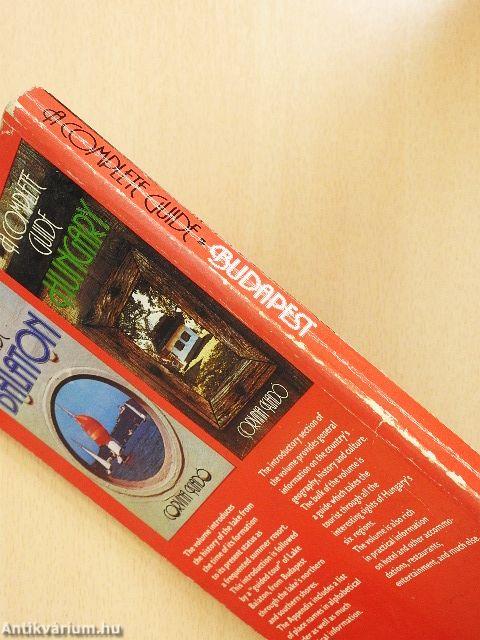 A COMPLETE GUIDE = BUDAPEST
A COMPLETE
GUIDE
HUNGARY
CORVINA KIADÓ
BALATON
CORVINA KIADÓ
The introductory section of
the volume provides general
information on the country's
geography, history and culture.
The bulk of the volume is
a guide which takes the
tourist through all the
interesting sights of Hungary's
six regions.
The volume is also rich
in practical information
on hotel and other accommo-
dations, restaurants,
entertainment, and much else.
The volume introduces
the history of the lake from
the time of its formation
to its present status as
a frequented summer resort.
This introduction is followed
by a "guided tour" of Lake
Balaton, from Budapest
through the lake's northern
and southern shores.
The Appendix includes a list
of place names in alphabetical
order as well as much
information.
Antikvárium.hu